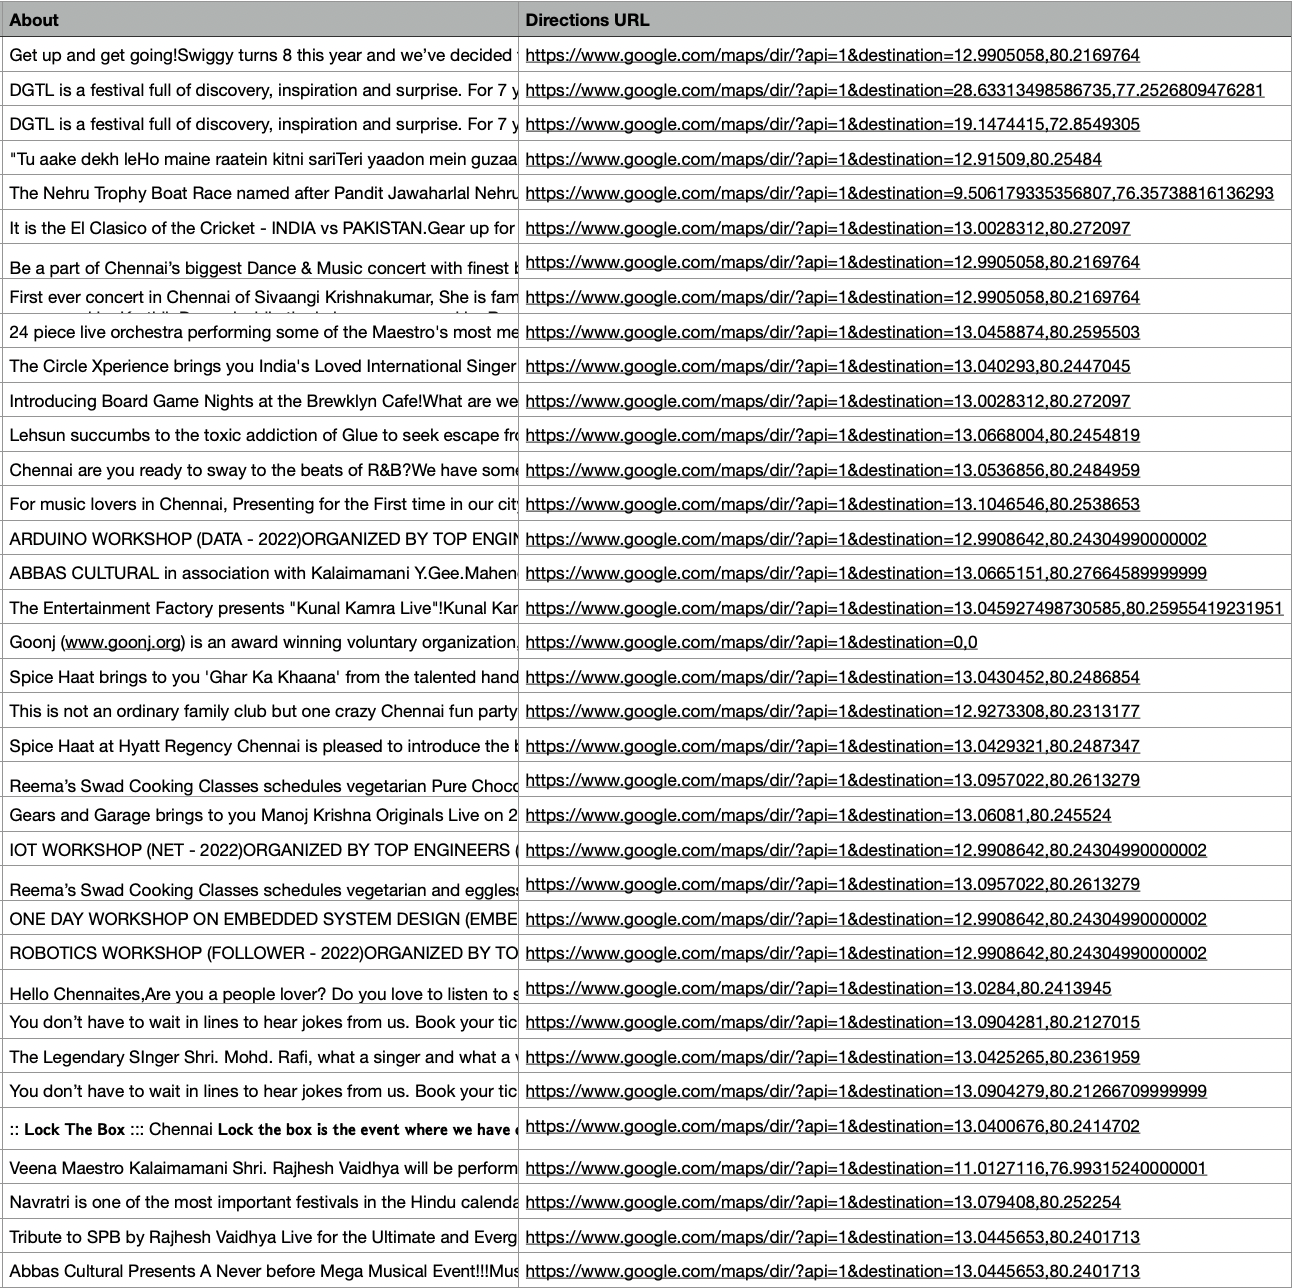 About Directions URL
Get up and get going!Swiggy turns 8 this year and we’ve decided https://www.google.com/maps/dir/?api=1&destination=12.9905058,80.2169764
DGTL is a festival full of discovery, inspiration and surprise. For 7 y https://www.google.com/maps/dir/?api=1&destination=28.63313498586735,77.2526809476281
DGTL is a festival full of discovery, inspiration and surprise. For 7 y https://www.google.com/maps/dir/?api=1&destination=19.1474415,72.8549305
"Tu aake dekh leHo maine raatein kitni sariTeri yaadon mein guzaa https://www.google.com/maps/dir/?api=1&destination=12.91509,80.25484
The Nehru Trophy Boat Race named after Pandit Jawaharlal Nehru https://www.google.com/maps/dir/?api=1&destination=9.506179335356807,76.35738816136293
It is the El Clasico of the Cricket - INDIA vs PAKISTAN.Gear up for https://www.google.com/maps/dir/?api=1&destination=13.0028312,80.272097
Be a part of Chennai’s biggest Dance & Music concert with finest https://www.google.com/maps/dir/?api=1&destination=12.9905058,80.2169764
First ever concert in Chennai of Sivaangi Krishnakumar, She is fam https://www.google.com/maps/dir/?api=1&destination=12.9905058,80.2169764
24 piece live orchestra performing some of the Maestro's most me https://www.google.com/maps/dir/?api=1&destination=13.0458874,80.2595503
The Circle Xperience brings you India's Loved International Singer https://www.google.com/maps/dir/?api=1&destination=13.040293,80.2447045
Introducing Board Game Nights at the Brewklyn Cafe!What are we https://www.google.com/maps/dir/?api=1&destination=13.0028312,80.272097
Lehsun succumbs to the toxic addiction of Glue to seek escape fro https://www.google.com/maps/dir/?api=1&destination=13.0668004,80.2454819
Chennai are you ready to sway to the beats of R&B?We have some https://www.google.com/maps/dir/?api=1&destination=13.0536856,80.2484959
For music lovers in Chennai, Presenting for the First time in our cit https://www.google.com/maps/dir/?api=1&destination=13.1046546,80.2538653
ARDUINO WORKSHOP (DATA - 2022)ORGANIZED BY TOP ENGIN https://www.google.com/maps/dir/?api=1&destination=12.9908642,80.24304990000002
ABBAS CULTURAL in association with Kalaimamani Y.Gee.Mahen https://www.google.com/maps/dir/?api=1&destination=13.0665151,80.27664589999999
The Entertainment Factory presents "Kunal Kamra Live"!Kunal Kar https://www.google.com/maps/dir/?api=1&destination=13.045927498730585,80.25955419231951
Goonj (www.goonj.org) is an award winning voluntary organization, https://www.google.com/maps/dir/?api=1&destination=0,0
Spice Haat brings to you 'Ghar Ka Khaana' from the talented hand https://www.google.com/maps/dir/?api=1&destination=13.0430452,80.2486854
This is not an ordinary family club but one crazy Chennai fun party https://www.google.com/maps/dir/?api=1&destination=12.9273308,80.2313177
Spice Haat at Hyatt Regency Chennai is pleased to introduce the b https://www.google.com/maps/dir/?api=1&destination=13.0429321,80.2487347
Reema’s Swad Cooking Classes schedules vegetarian Pure Choco https://www.google.com/maps/dir/?api=1&destination=13.0957022,80.2613279
Gears and Garage brings to you Manoj Krishna Originals Live on 2 https://www.google.com/maps/dir/?api=1&destination=13.06081,80.245524
IOT WORKSHOP (NET - 2022)ORGANIZED BY TOP ENGINEERS ( https://www.google.com/maps/dir/?api=1&destination=12.9908642,80.24304990000002
Reema’s Swad Cooking Classes schedules vegetarian and eggless https://www.google.com/maps/dir/?api=1&destination=13.0957022,80.2613279
ONE DAY WORKSHOP ON EMBEDDED SYSTEM DESIGN (EMBE https://www.google.com/maps/dir/?api=1&destination=12.9908642,80.24304990000002
ROBOTICS WORKSHOP (FOLLOWER - 2022)ORGANIZED BY TO https://www.google.com/maps/dir/?api=1&destination=12.9908642,80.24304990000002
Hello Chennaites,Are you a people lover? Do you love to listen to s https://www.google.com/maps/dir/?api=1&destination=13.0284,80.2413945
You don’t have to wait in lines to hear jokes from us. Book your tic https://www.google.com/maps/dir/?api=1&destination=13.0904281,80.2127015
The Legendary SInger Shri. Mohd. Rafi, what a singer and what a v https://www.google.com/maps/dir/?api=1&destination=13.0425265,80.2361959
You don’t have to wait in lines to hear jokes from us. Book your tic https://www.google.com/maps/dir/?api=1&destination=13.0904279,80.21266709999999
:: Lock The Box ::: Chennai Lock the box is the event where we have https://www.google.com/maps/dir/?api=1&destination=13.0400676,80.2414702
Veena Maestro Kalaimamani Shri. Rajhesh Vaidhya will be perform https://www.google.com/maps/dir/?api=1&destination=11.0127116,76.99315240000001
Navratri is one of the most important festivals in the Hindu calenda https://www.google.com/maps/dir/?api=1&destination=13.079408,80.252254
Tribute to SPB by Rajhesh Vaidhya Live for the Ultimate and Everg https://www.google.com/maps/dir/?api=1&destination=13.0445653,80.2401713
Abbas Cultural Presents A Never before Mega Musical Event!!!Mus https://www.google.com/maps/dir/?api=1&destination=13.0445653,80.2401713